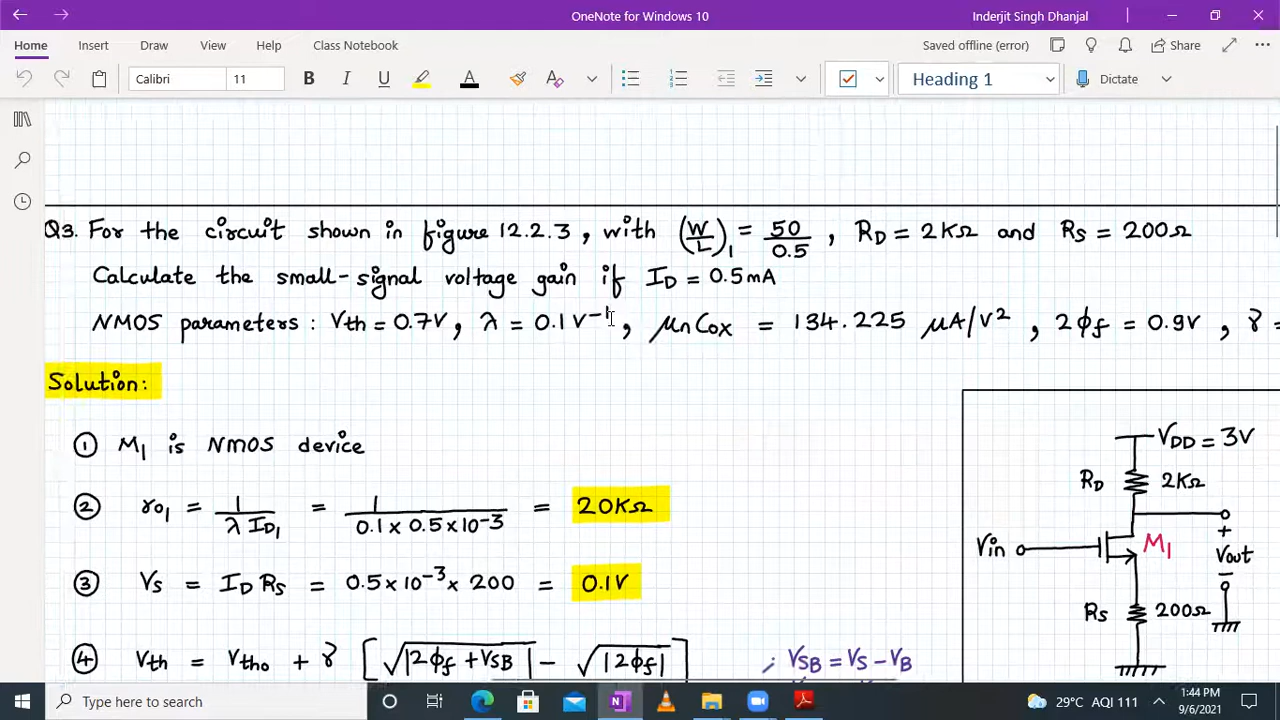 OneNote for Windows 10
Inderjit Singh Dhanjal
Home Insert Draw View Help Class Notebook
Saved offline (error)
Share
Calibri 11 B I U A
Heading 1
Dictate
Q3. For the circuit shown in figure 12.2.3, with (W/L)₁ = 50/0.5, RD = 2KΩ and RS = 200Ω
Calculate the small-signal voltage gain if ID = 0.5mA
NMOS parameters: Vth = 0.7V, λ = 0.1V⁻¹, μnCox = 134.225 μA/V², 2ϕf = 0.9V, γ =
Solution:
① M1 is NMOS device
② ro1 = 1/(λ ID1) = 1/(0.1 x 0.5 x 10⁻³) = 20KΩ
③ VS = ID RS = 0.5 x 10⁻³ x 200 = 0.1V
④ Vth = Vtho + γ [√|2ϕf + VSB| − √|2ϕf|] ; VSB = VS − VB
VDD = 3V
RD 2KΩ
Vin M1
+
Vout
−
RS 200Ω
Type here to search
29°C AQI 111
1:44 PM
9/6/2021